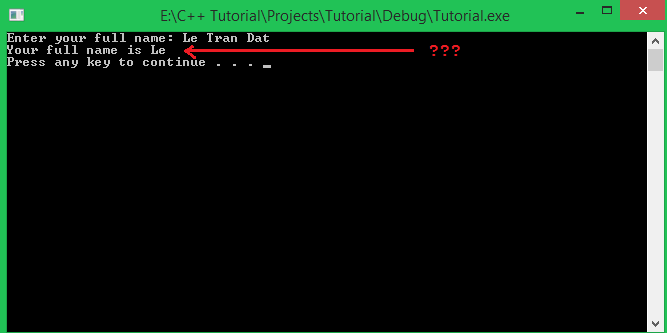 E:\C++ Tutorial\Projects\Tutorial\Debug\Tutorial.exe
Enter your full name: Le Tran Dat
Your full name is Le
???
Press any key to continue . . . _